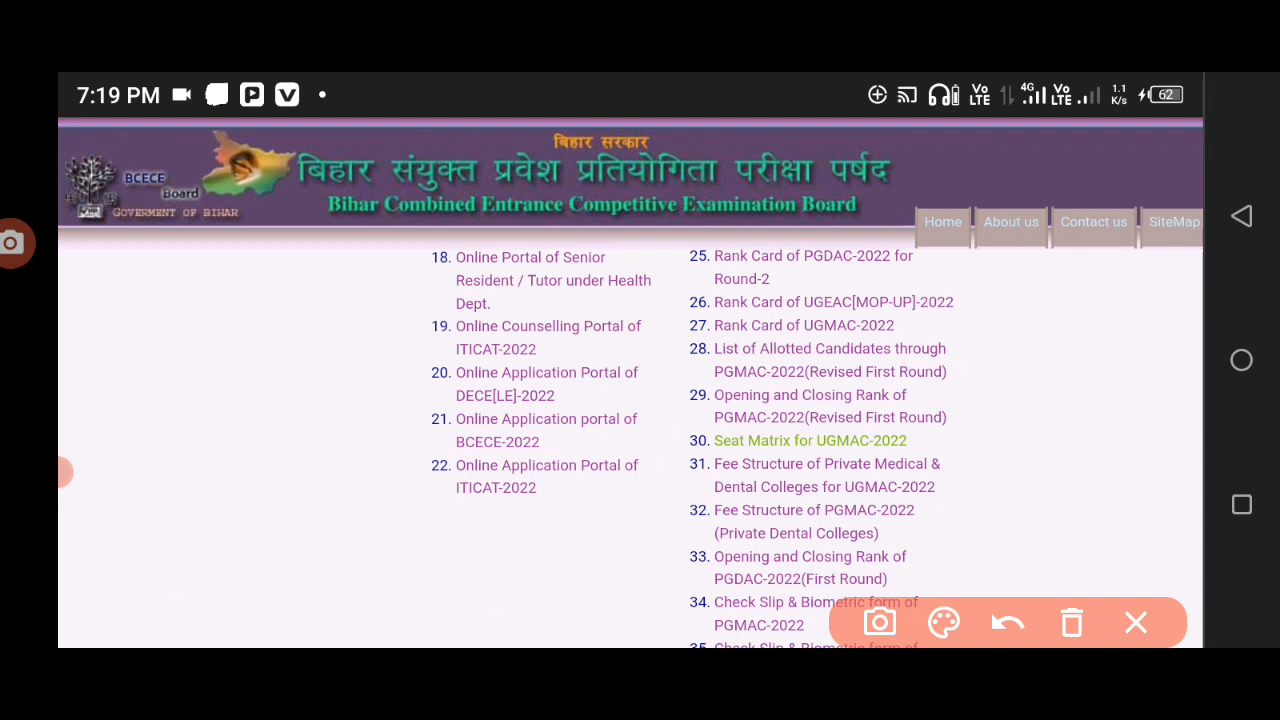 7:19 PM
Vo LTE 4G Vo LTE 1.1 K/s 62
बिहार सरकार
बिहार संयुक्त प्रवेश प्रतियोगिता परीक्षा पर्षद
BCECE
Board
Bihar Combined Entrance Competitive Examination Board
GOVERMENT OF BIHAR
Home About us Contact us SiteMap
18. Online Portal of Senior
Resident / Tutor under Health
Dept.
19. Online Counselling Portal of
ITICAT-2022
20. Online Application Portal of
DECE[LE]-2022
21. Online Application portal of
BCECE-2022
22. Online Application Portal of
ITICAT-2022
25. Rank Card of PGDAC-2022 for
Round-2
26. Rank Card of UGEAC[MOP-UP]-2022
27. Rank Card of UGMAC-2022
28. List of Allotted Candidates through
PGMAC-2022(Revised First Round)
29. Opening and Closing Rank of
PGMAC-2022(Revised First Round)
30. Seat Matrix for UGMAC-2022
31. Fee Structure of Private Medical &
Dental Colleges for UGMAC-2022
32. Fee Structure of PGMAC-2022
(Private Dental Colleges)
33. Opening and Closing Rank of
PGDAC-2022(First Round)
34. Check Slip & Biometric form of
PGMAC-2022
35. Check Slip & Biometric form of